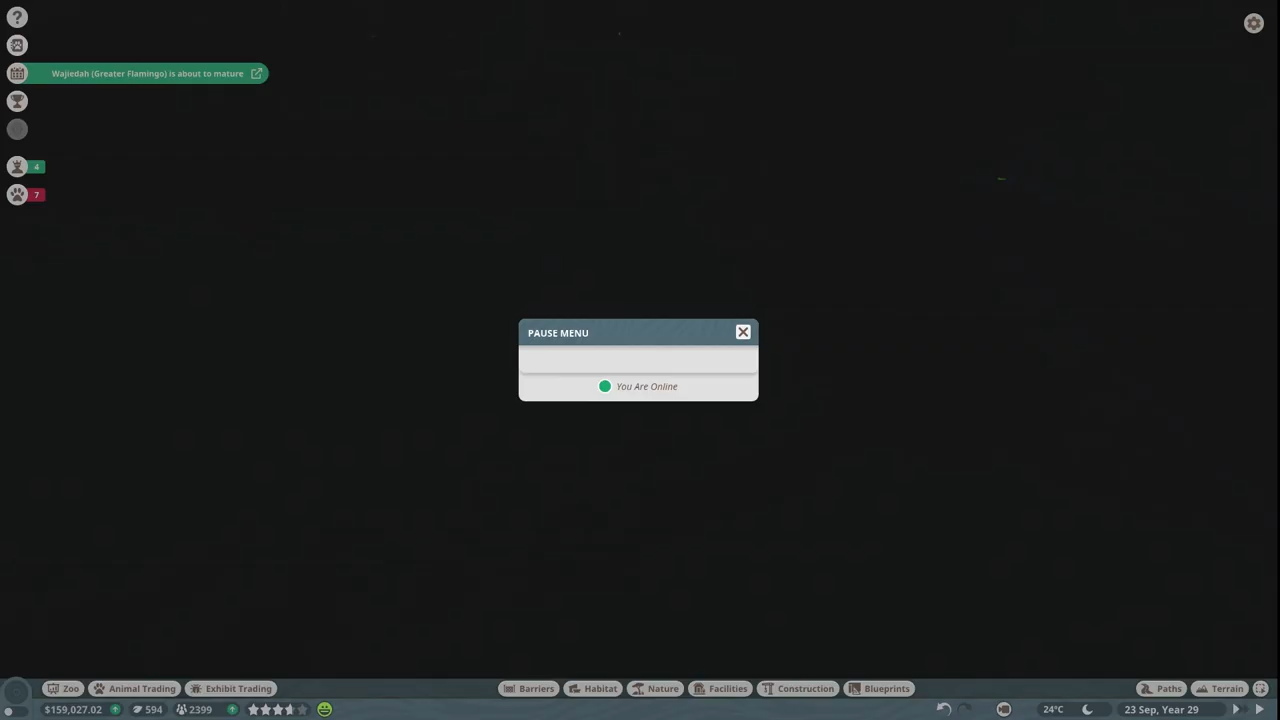 ?
Wajiedah (Greater Flamingo) is about to mature
4
7
PAUSE MENU
You Are Online
Zoo
Animal Trading
Exhibit Trading
Barriers
Habitat
Nature
Facilities
Construction
Blueprints
Paths
Terrain
$159,027.02
594
2399
24°C
23 Sep, Year 29